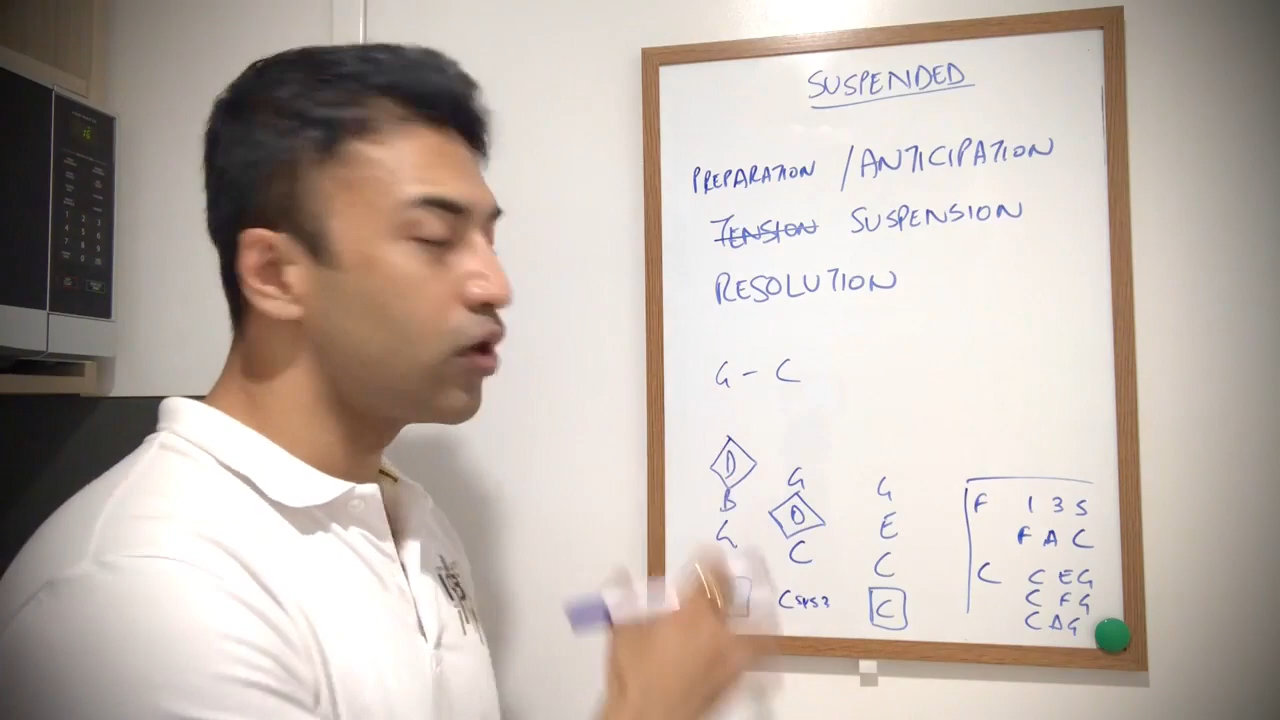 SUSPENDED
PREPARATION / ANTICIPATION
TENSION SUSPENSION
RESOLUTION
G - C
D
B
G
G
D
C
Csus2
G
E
C
C
F 1 3 5
F A C
C C E G
C F G
C D G